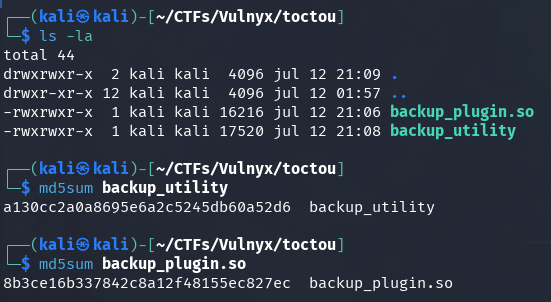 ┌──(kali㉿kali)-[~/CTFs/Vulnyx/toctou]
└─$ ls -la
total 44
drwxrwxr-x  2 kali kali  4096 jul 12 21:09 .
drwxr-xr-x 12 kali kali  4096 jul 12 01:57 ..
-rwxrwxr-x  1 kali kali 16216 jul 12 21:06 backup_plugin.so
-rwxrwxr-x  1 kali kali 17520 jul 12 21:08 backup_utility
┌──(kali㉿kali)-[~/CTFs/Vulnyx/toctou]
└─$ md5sum backup_utility
a130cc2a0a8695e6a2c5245db60a52d6  backup_utility
┌──(kali㉿kali)-[~/CTFs/Vulnyx/toctou]
└─$ md5sum backup_plugin.so
8b3ce16b337842c8a12f48155ec827ec  backup_plugin.so